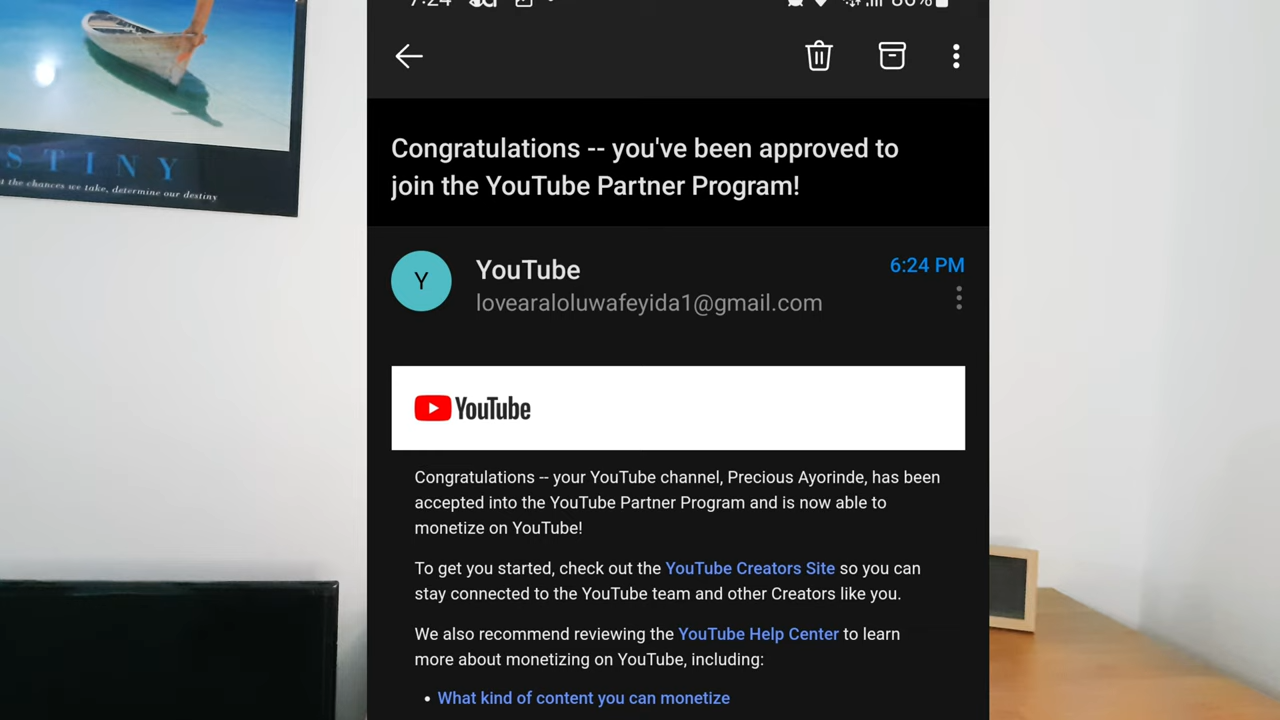 7:24
86%
STINY
t the chances we take, determine our destiny
Congratulations -- you've been approved to
join the YouTube Partner Program!
Y
YouTube
6:24 PM
lovearaloluwafeyida1@gmail.com
YouTube
Congratulations -- your YouTube channel, Precious Ayorinde, has been
accepted into the YouTube Partner Program and is now able to
monetize on YouTube!
To get you started, check out the YouTube Creators Site so you can
stay connected to the YouTube team and other Creators like you.
We also recommend reviewing the YouTube Help Center to learn
more about monetizing on YouTube, including:
• What kind of content you can monetize